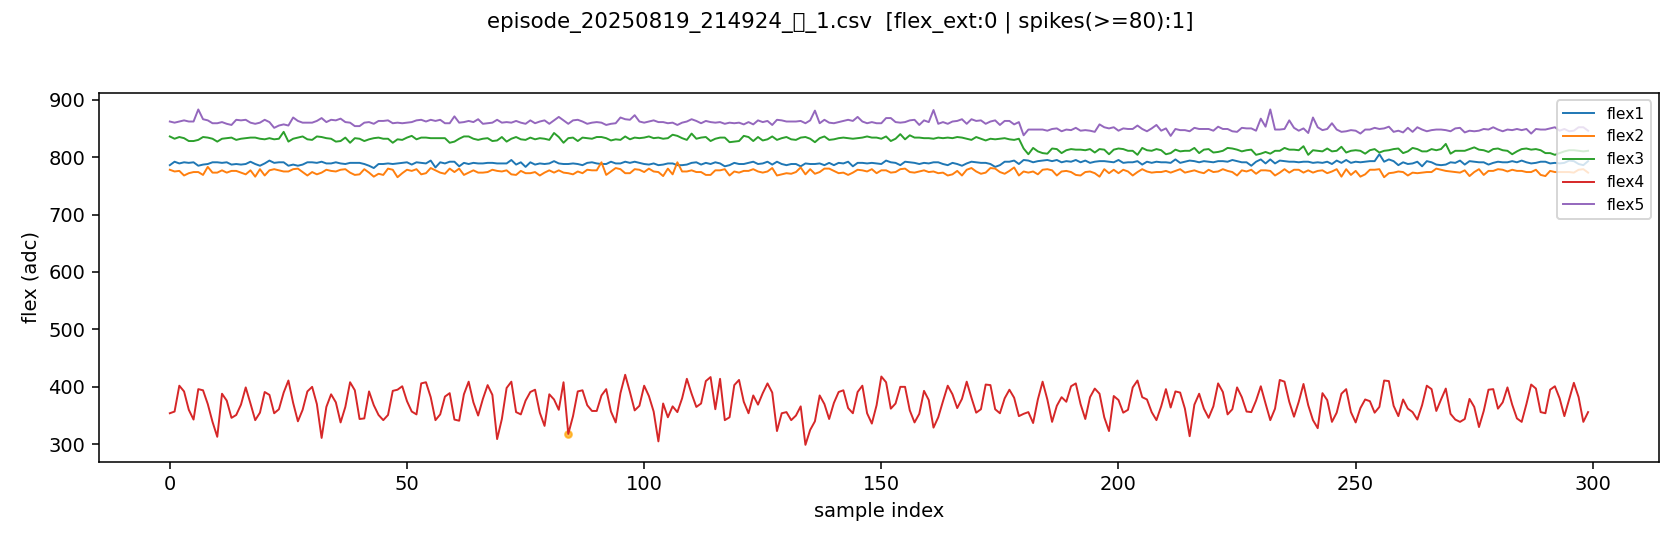 episode_20250819_214924_▯_1.csv  [flex_ext:0 | spikes(>=80):1]
900
800
700
600
500
400
300
flex (adc)
flex1
flex2
flex3
flex4
flex5
0
50
100
150
200
250
300
sample index